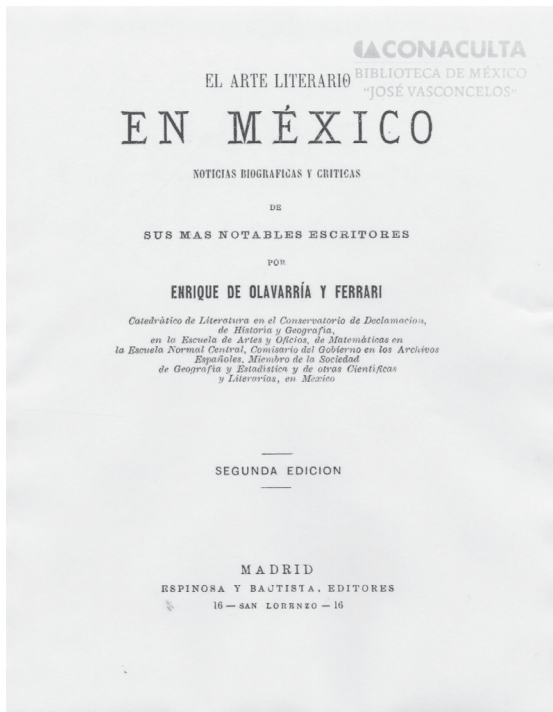 CONACULTA
BIBLIOTECA DE MÉXICO
"JOSÉ VASCONCELOS"
EL ARTE LITERARIO
EN MÉXICO
NOTICIAS BIOGRAFICAS Y CRITICAS
DE
SUS MAS NOTABLES ESCRITORES
POR
ENRIQUE DE OLAVARRÍA Y FERRARI
Catedrático de Literatura en el Conservatorio de Declamacion,
de Historia y Geografía,
en la Escuela de Artes y Oficios, de Matemáticas en
la Escuela Normal Central, Comisario del Gobierno en los Archivos
Españoles, Miembro de la Sociedad
de Geografía y Estadística y de otras Científicas
y Literarias, en Mexico
SEGUNDA EDICION
MADRID
ESPINOSA Y BAUTISTA, EDITORES
16 — SAN LORENZO — 16